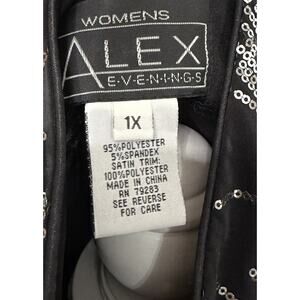 WOMENS
ALEX
E-V-E-N-I-N-G-S
1X
95%POLYESTER
5%SPANDEX
SATIN TRIM:
100%POLYESTER
MADE IN CHINA
RN 79283
SEE REVERSE
FOR CARE